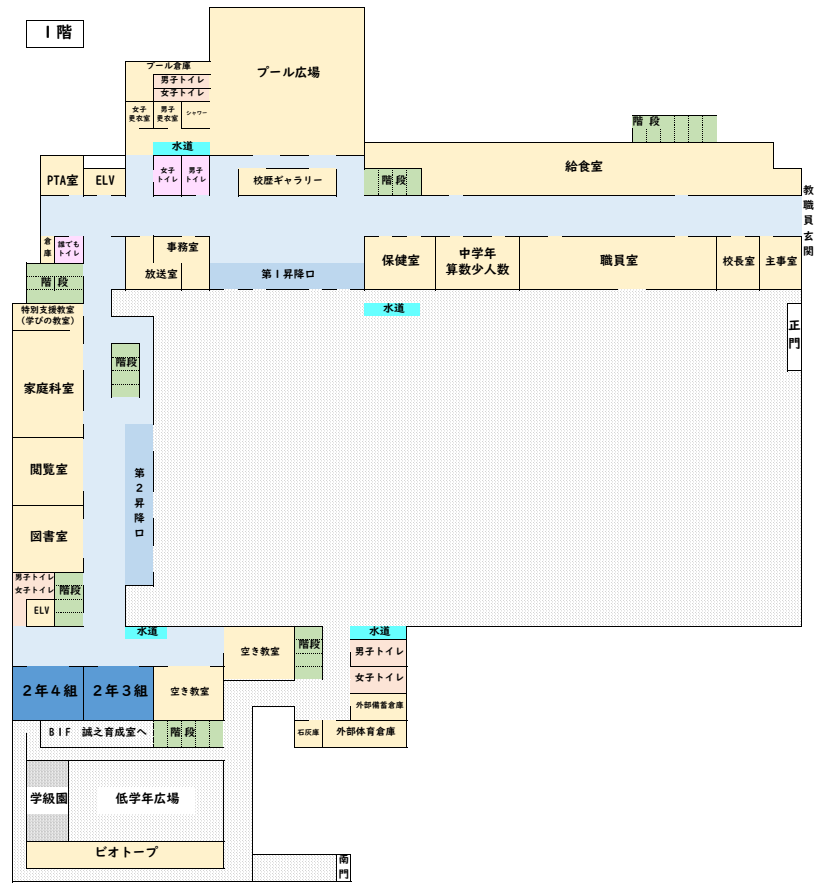 １階
プール倉庫
男子トイレ
女子トイレ
女子
更衣室
男子
更衣室
シャワー
プール広場
水道
階 段
給食室
PTA室
ELV
女子
トイレ
男子
トイレ
校歴ギャラリー
階 段
教職員玄関
倉庫
誰でも
トイレ
事務室
放送室
第１昇降口
保健室
中学年
算数少人数
職員室
校長室
主事室
階 段
特別支援教室
（学びの教室）
水道
正門
階段
家庭科室
閲覧室
第２昇降口
図書室
男子トイレ
女子トイレ
階段
ELV
水道
空き教室
階段
水道
男子トイレ
女子トイレ
２年４組
２年３組
空き教室
外部備蓄倉庫
B1F 誠之育成室へ
階 段
石灰庫
外部体育倉庫
学級園
低学年広場
ビオトープ
南門